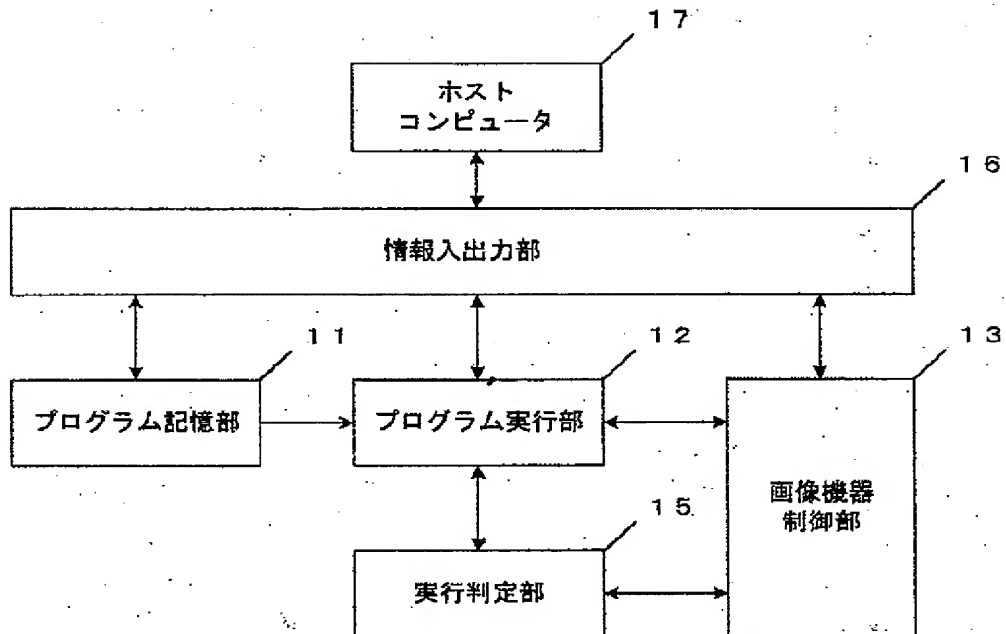 １７
ホスト
コンピュータ
１６
情報入出力部
１１
１２
１３
プログラム記憶部
プログラム実行部
画像機器
制御部
１５
実行判定部